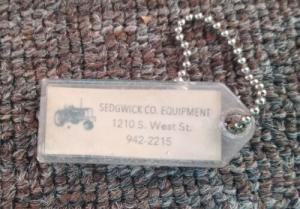 SEDGWICK CO. EQUIPMENT
1210 S. West St.
942-2215